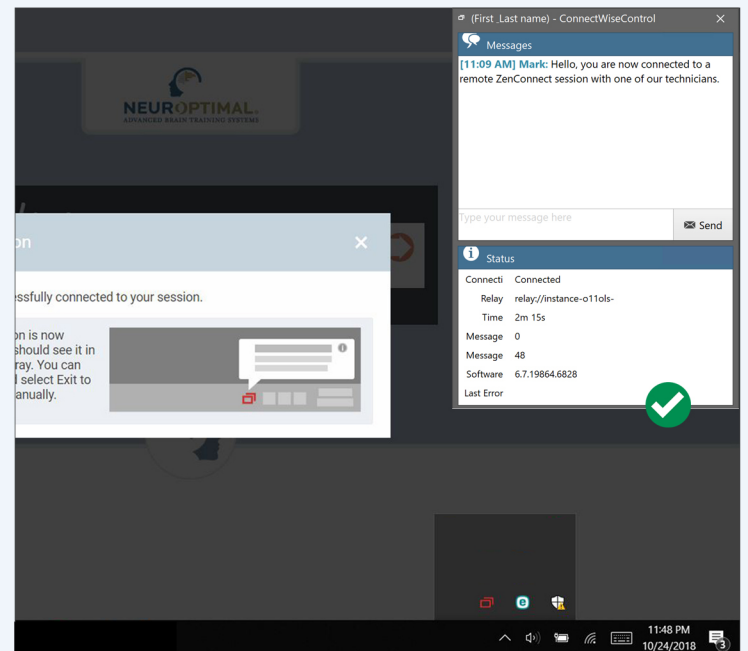 (First_Last name) - ConnectWiseControl
Messages
[11:09 AM] Mark: Hello, you are now connected to a
remote ZenConnect session with one of our technicians.
Type your message here
Send
Status
Connecti Connected
Relay relay://instance-o11ols-
Time 2m 15s
Message 0
Message 48
Software 6.7.19864.6828
Last Error
NEUROPTIMAL®
ADVANCED BRAIN TRAINING SYSTEMS
on
ssfully connected to your session.
on is now
should see it in
ray. You can
d select Exit to
anually.
11:48 PM
10/24/2018
3